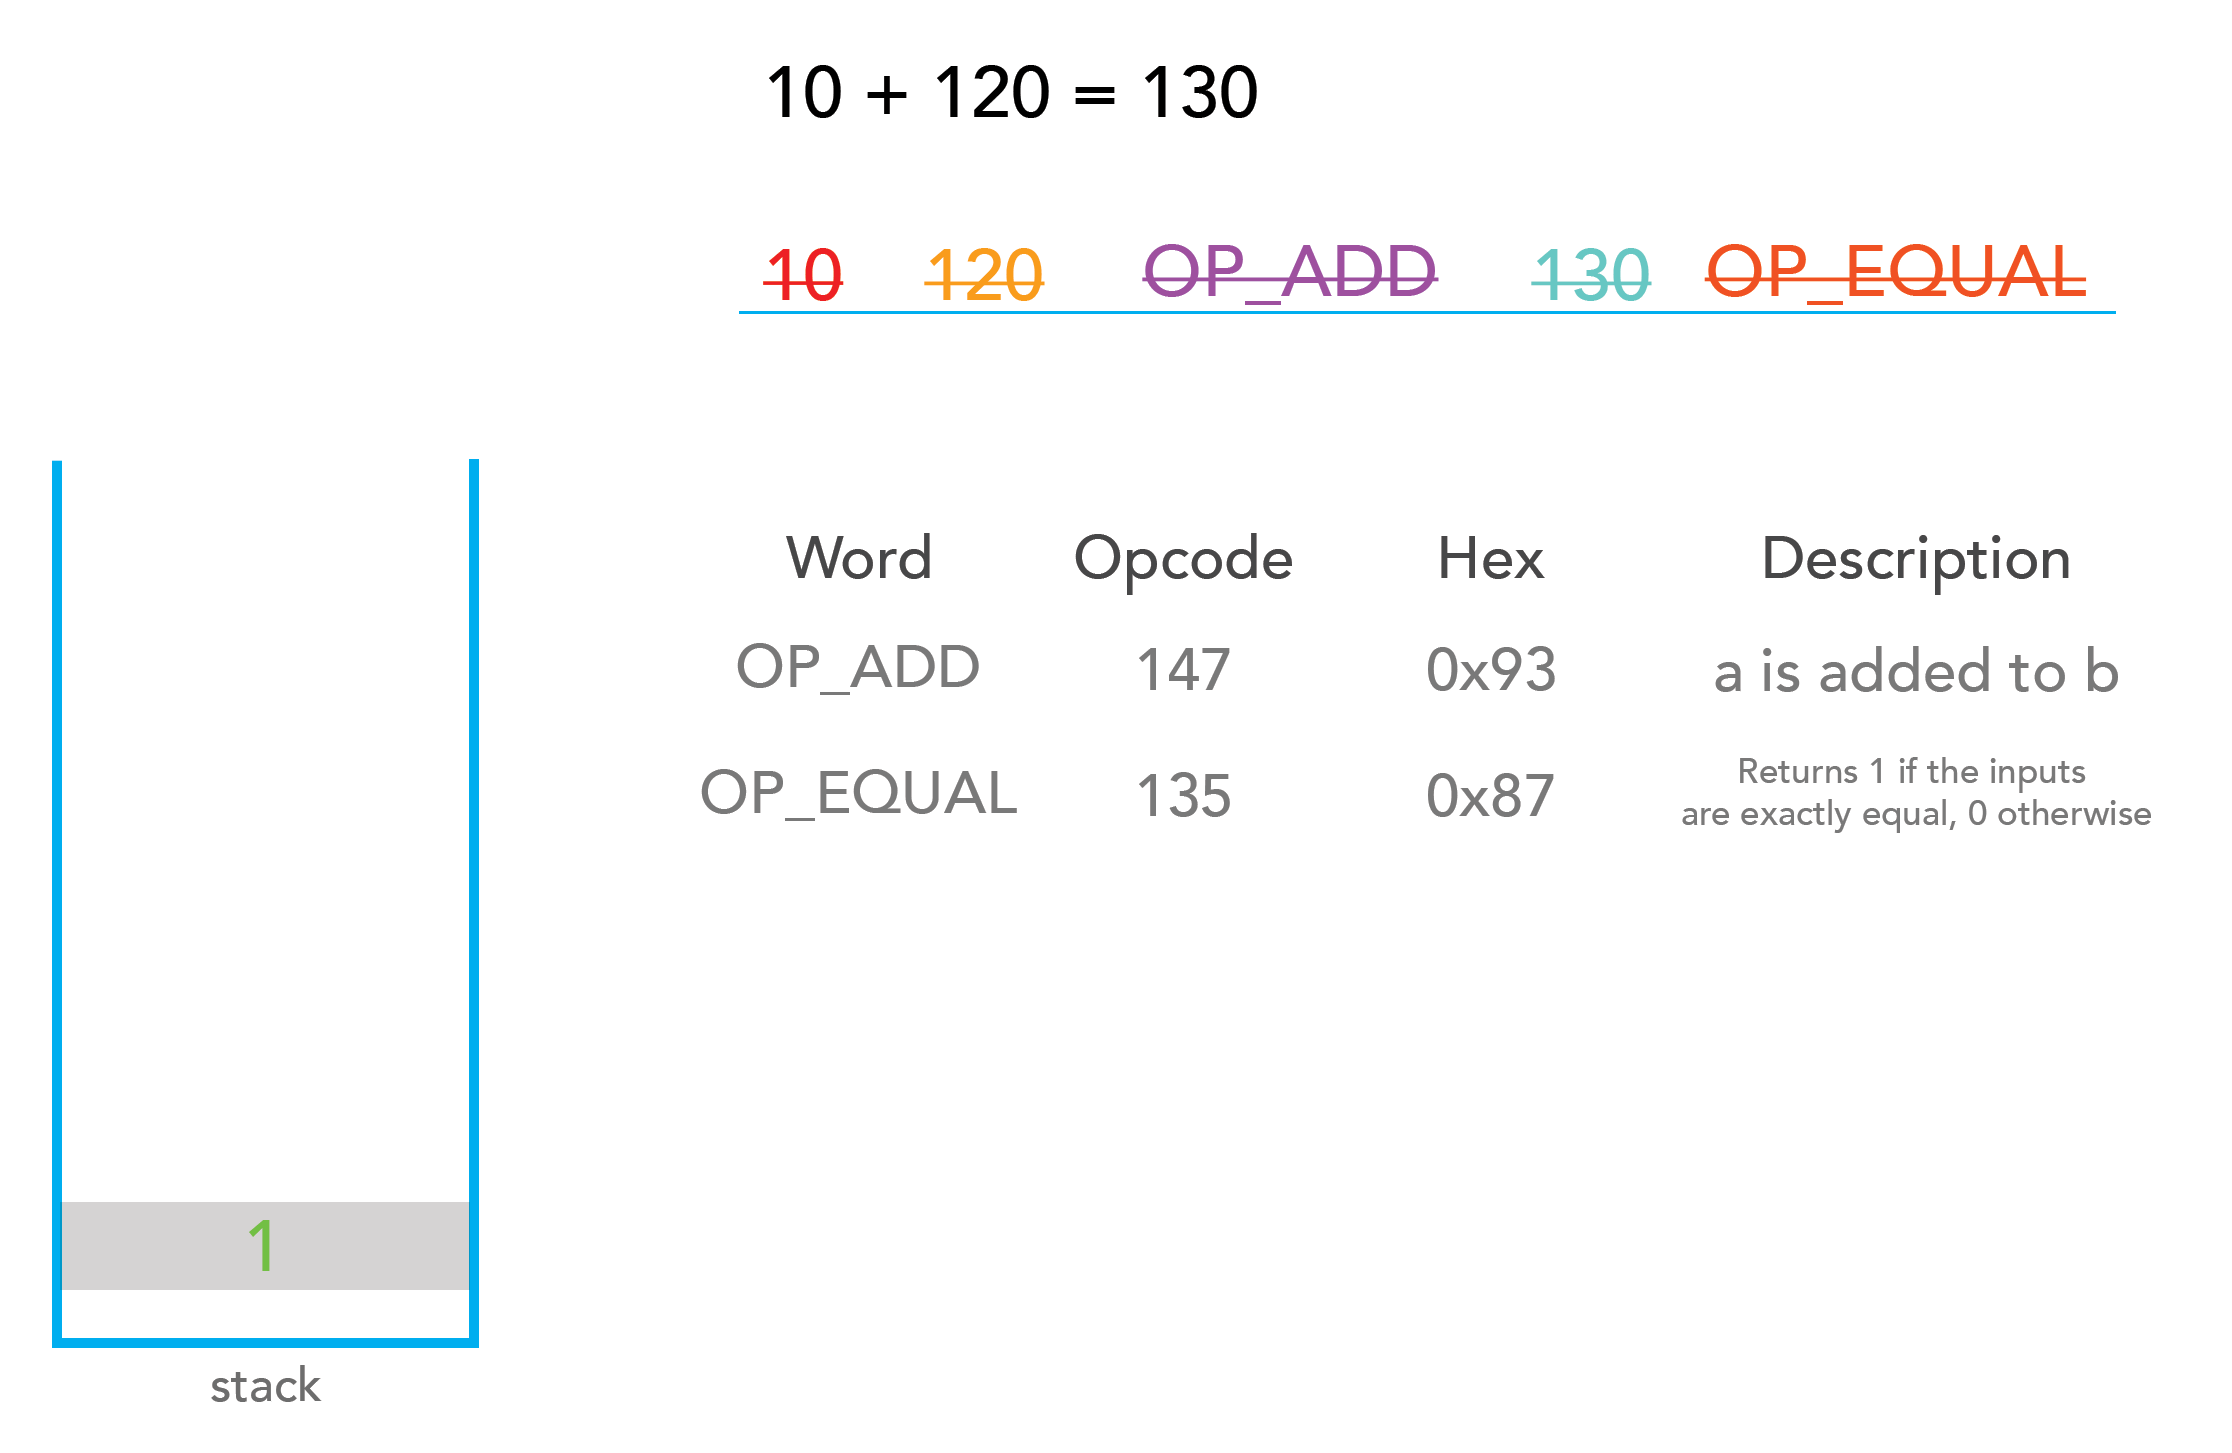 10 + 120 = 130
10 120 OP_ADD 130 OP_EQUAL
Word Opcode Hex Description
OP_ADD 147 0x93 a is added to b
OP_EQUAL 135 0x87 Returns 1 if the inputs
are exactly equal, 0 otherwise
1
stack